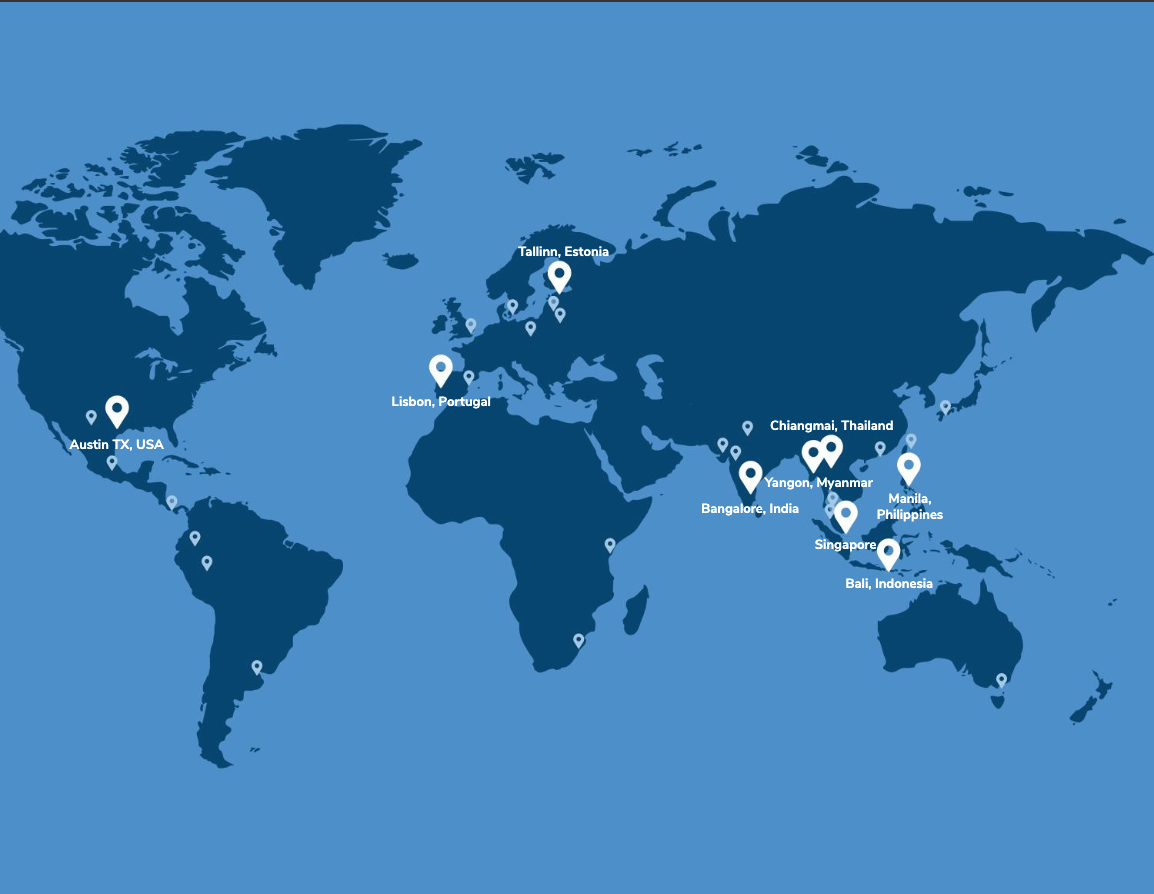 Tallinn, Estonia
Lisbon, Portugal
Austin TX, USA
Chiangmai, Thailand
Yangon, Myanmar
Bangalore, India
Manila,
Philippines
Singapore
Bali, Indonesia